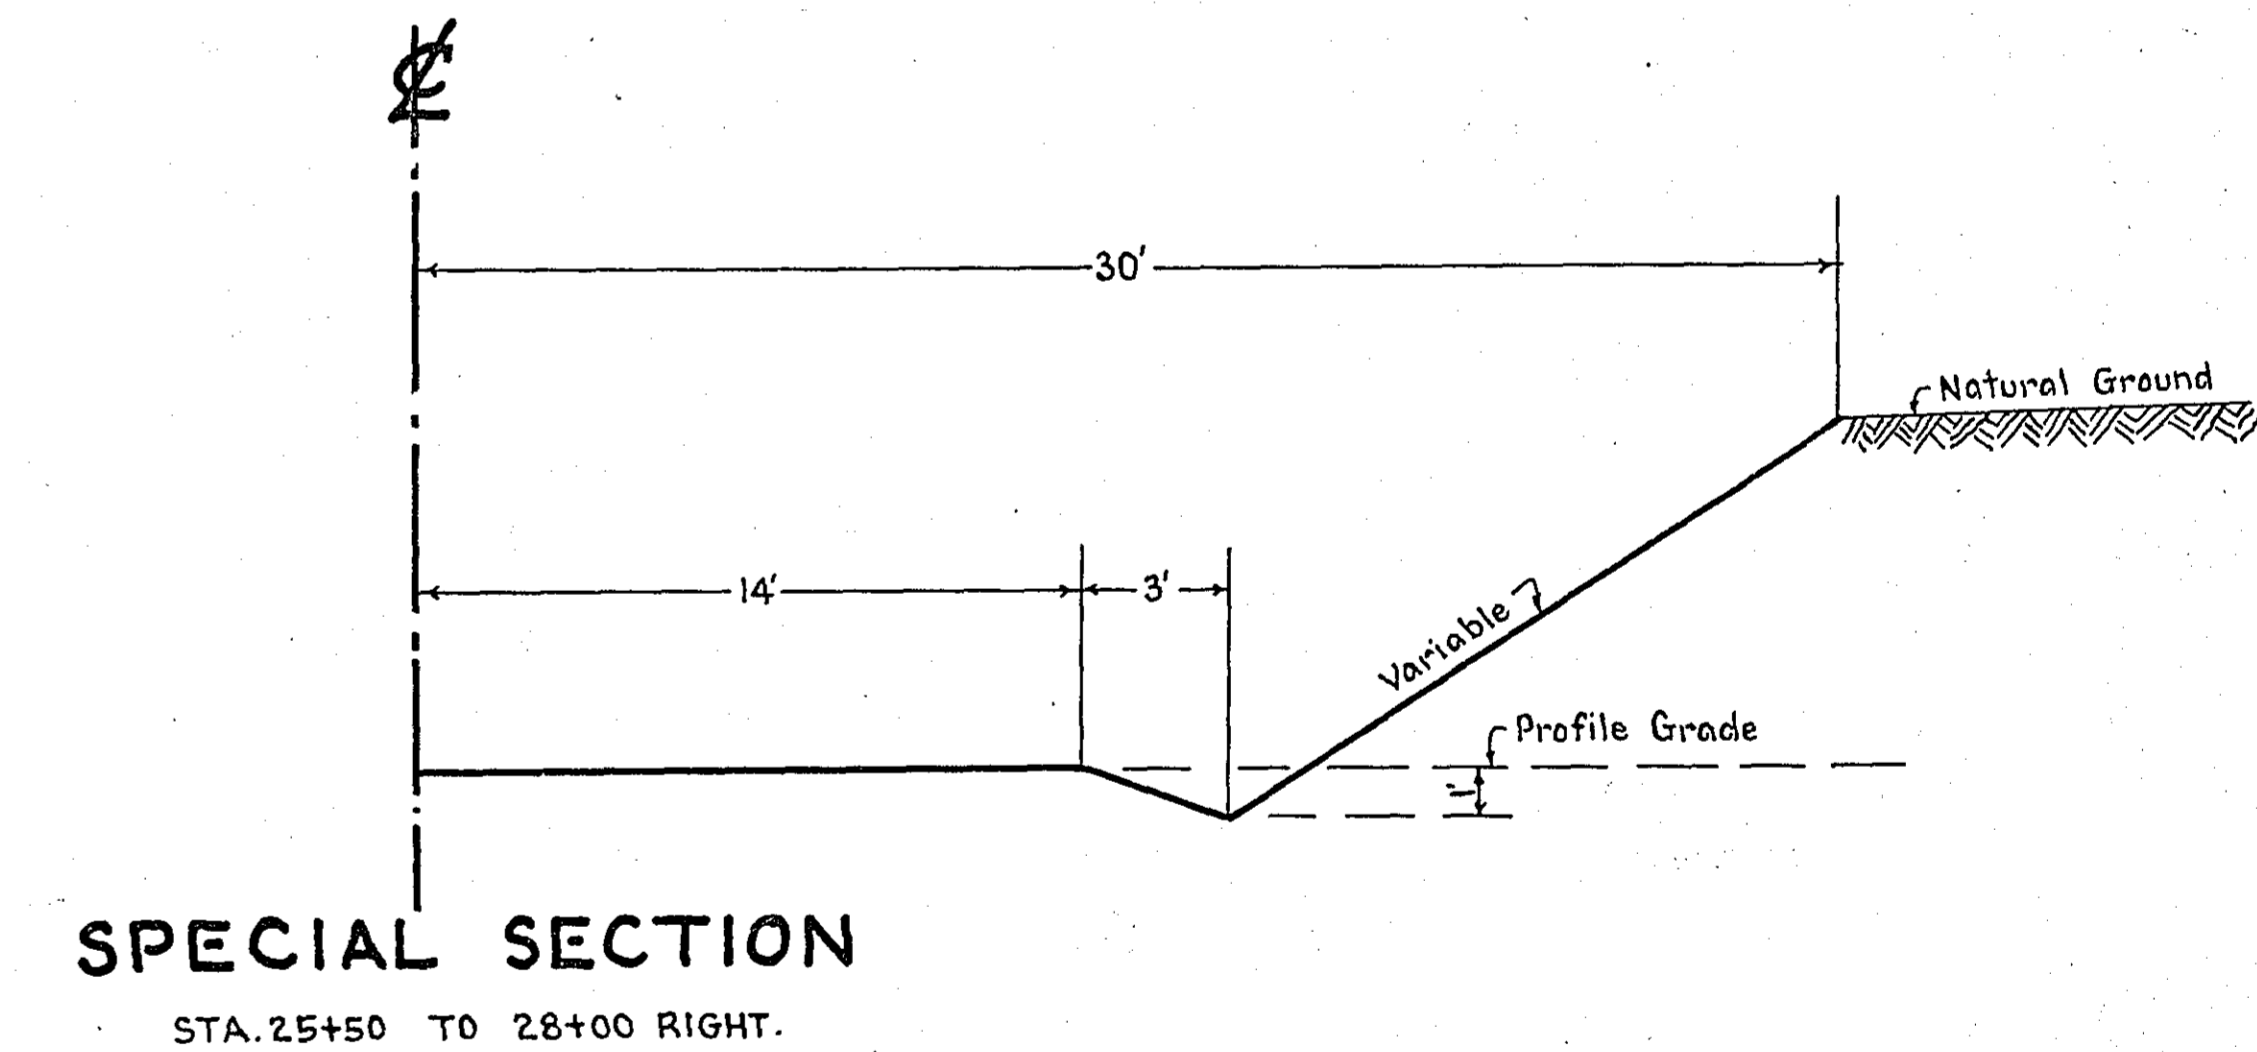 ℄
30'
Natural Ground
14'
3'
Variable
Profile Grade
1'
SPECIAL SECTION
STA.25+50 TO 28+00 RIGHT.